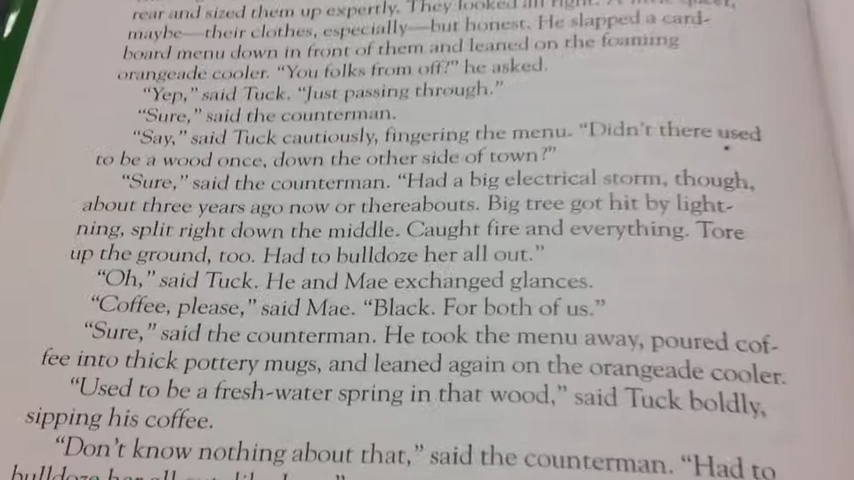 rear and sized them up expertly. They looked all right. A
maybe—their clothes, especially—but honest. He slapped a card-
board menu down in front of them and leaned on the foaming
orangeade cooler. “You folks from off?” he asked.
“Yep,” said Tuck. “Just passing through.”
“Sure,” said the counterman.
“Say,” said Tuck cautiously, fingering the menu. “Didn’t there used
to be a wood once, down the other side of town?”
“Sure,” said the counterman. “Had a big electrical storm, though,
about three years ago now or thereabouts. Big tree got hit by light-
ning, split right down the middle. Caught fire and everything. Tore
up the ground, too. Had to bulldoze her all out.”
“Oh,” said Tuck. He and Mae exchanged glances.
“Coffee, please,” said Mae. “Black. For both of us.”
“Sure,” said the counterman. He took the menu away, poured cof-
fee into thick pottery mugs, and leaned again on the orangeade cooler.
“Used to be a fresh-water spring in that wood,” said Tuck boldly,
sipping his coffee.
“Don’t know nothing about that,” said the counterman. “Had to
bulldoze her all